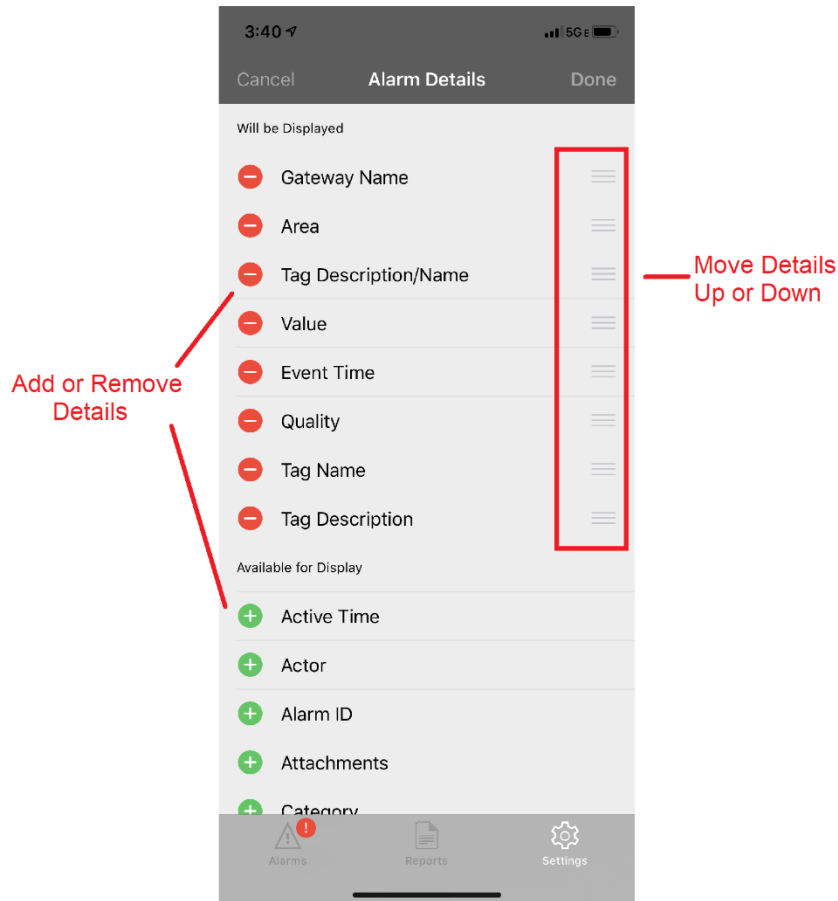 3:40
5G E
Cancel
Alarm Details
Done
Will be Displayed
Gateway Name
Area
Tag Description/Name
Value
Event Time
Quality
Tag Name
Tag Description
Move Details
Up or Down
Add or Remove
Details
Available for Display
Active Time
Actor
Alarm ID
Attachments
Category
!
Alarms
Reports
Settings